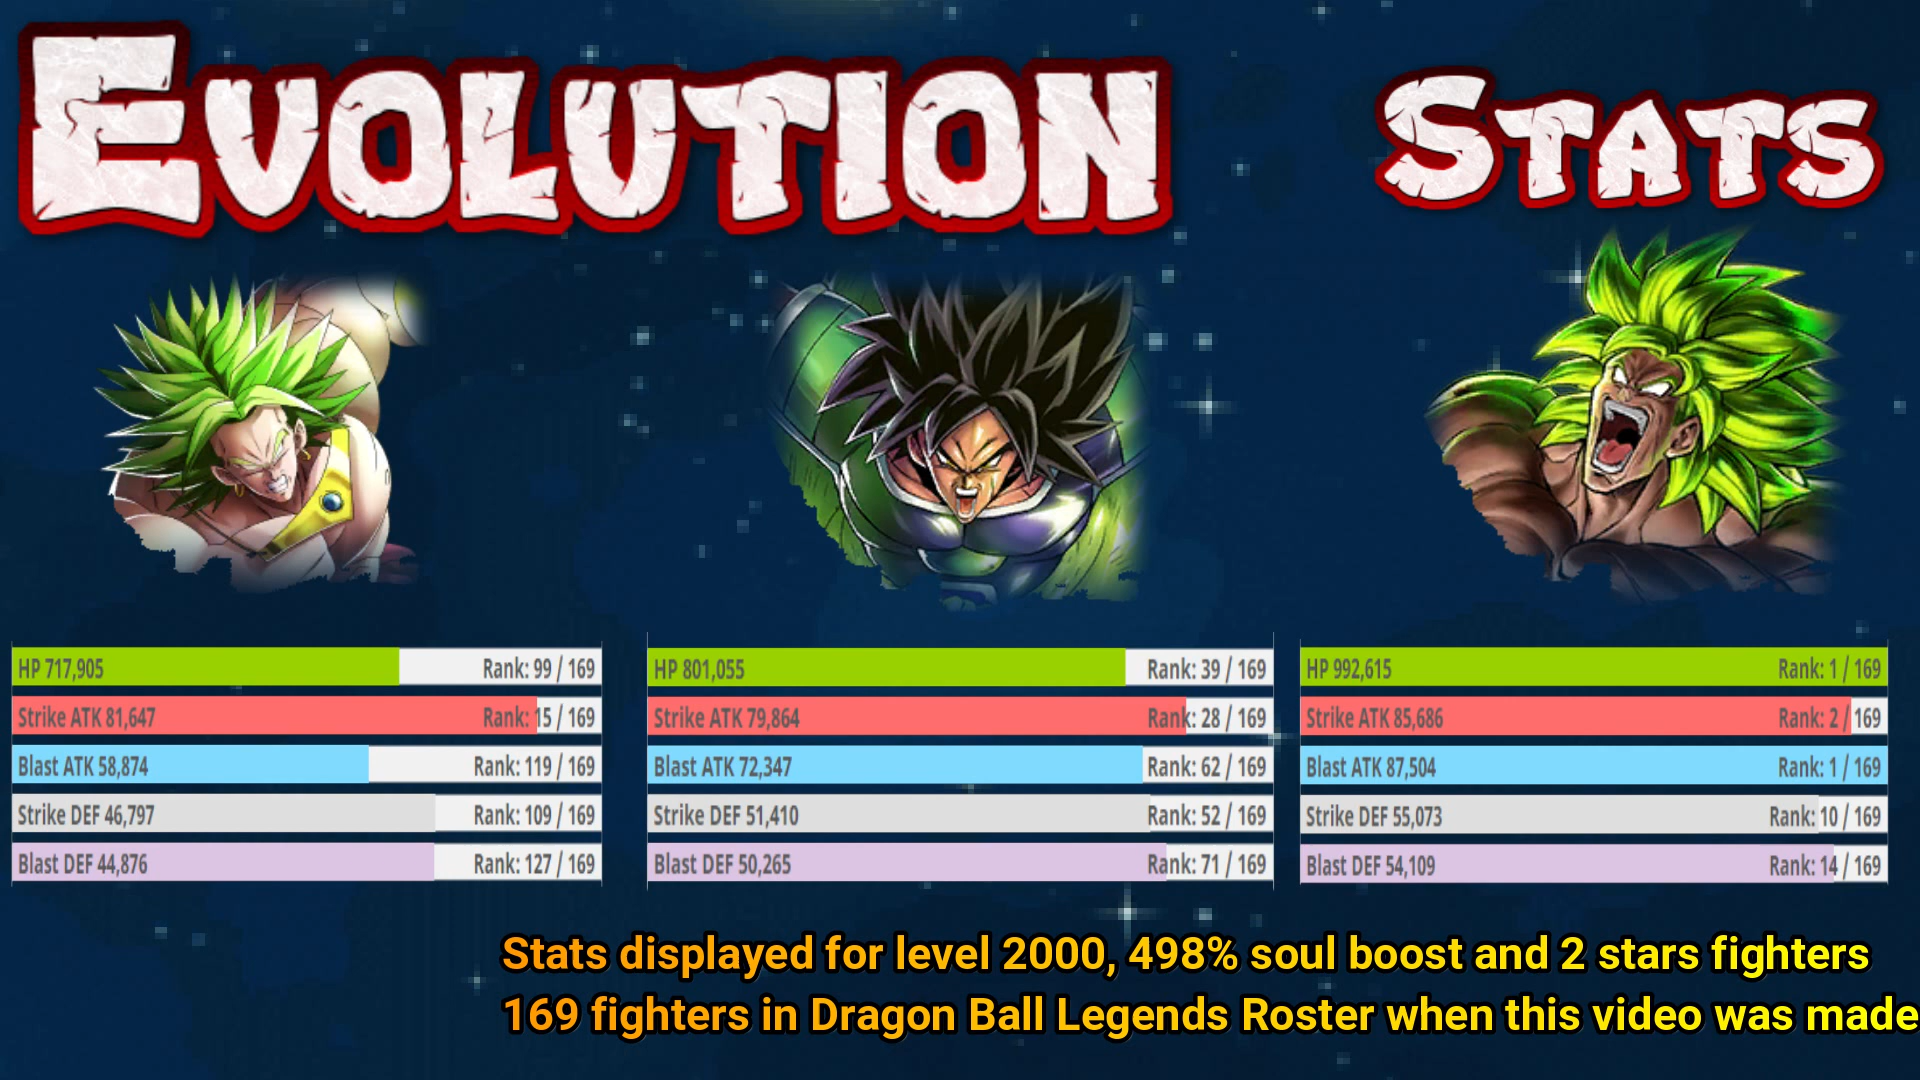 Evolution Stats
HP 717,905 Rank: 99 / 169
Strike ATK 81,647 Rank: 15 / 169
Blast ATK 58,874 Rank: 119 / 169
Strike DEF 46,797 Rank: 109 / 169
Blast DEF 44,876 Rank: 127 / 169
HP 801,055 Rank: 39 / 169
Strike ATK 79,864 Rank: 28 / 169
Blast ATK 72,347 Rank: 62 / 169
Strike DEF 51,410 Rank: 52 / 169
Blast DEF 50,265 Rank: 71 / 169
HP 992,615 Rank: 1 / 169
Strike ATK 85,686 Rank: 2 / 169
Blast ATK 87,504 Rank: 1 / 169
Strike DEF 55,073 Rank: 10 / 169
Blast DEF 54,109 Rank: 14 / 169
Stats displayed for level 2000, 498% soul boost and 2 stars fighters
169 fighters in Dragon Ball Legends Roster when this video was made